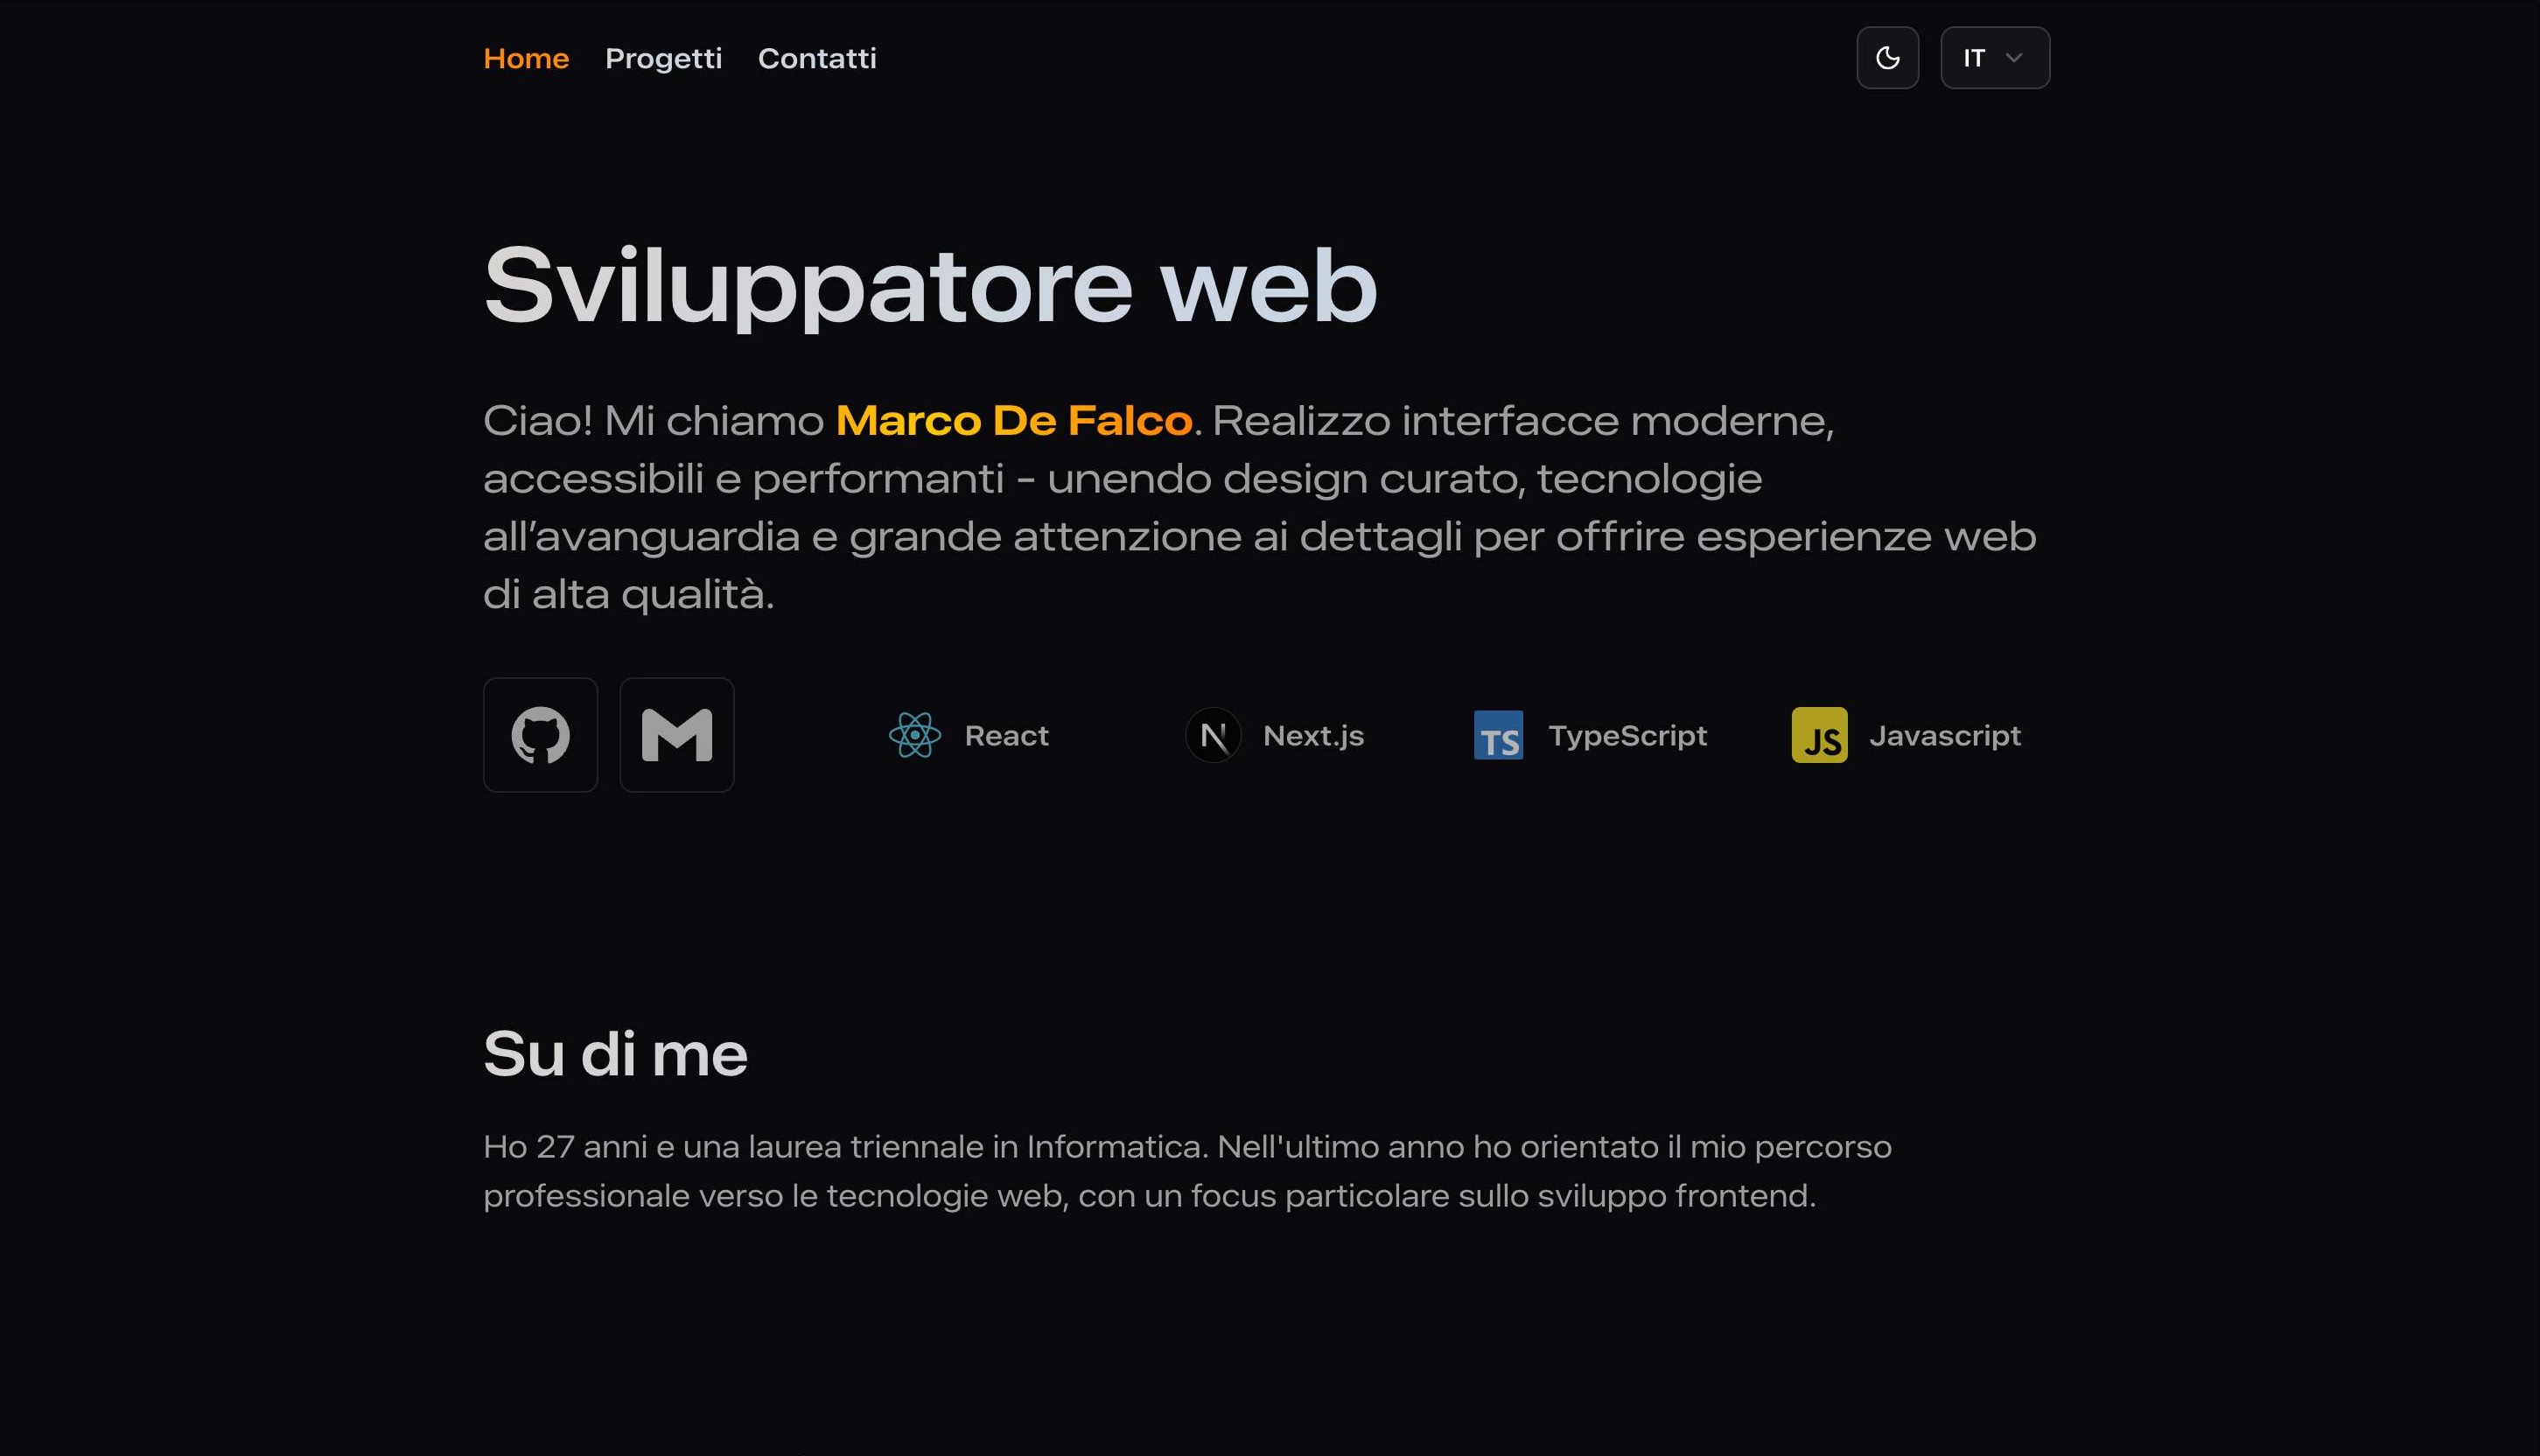 Home Progetti Contatti IT
Sviluppatore web
Ciao! Mi chiamo Marco De Falco. Realizzo interfacce moderne,
accessibili e performanti - unendo design curato, tecnologie
all’avanguardia e grande attenzione ai dettagli per offrire esperienze web
di alta qualità.
React N Next.js TS TypeScript JS Javascript
Su di me
Ho 27 anni e una laurea triennale in Informatica. Nell'ultimo anno ho orientato il mio percorso
professionale verso le tecnologie web, con un focus particolare sullo sviluppo frontend.